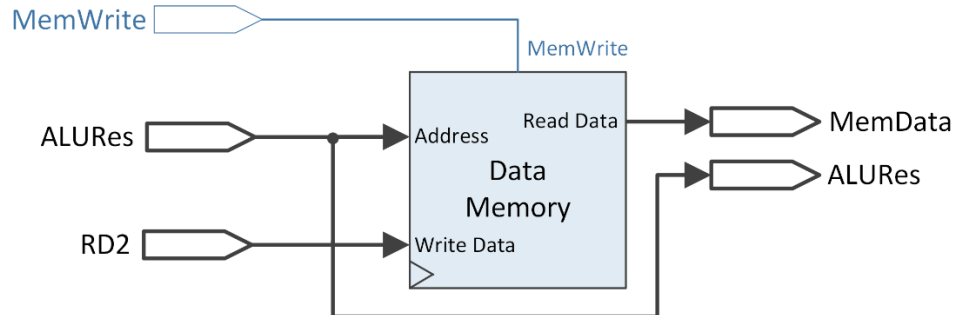 MemWrite
MemWrite
ALURes
Address
Read Data
MemData
Data
Memory
ALURes
RD2
Write Data